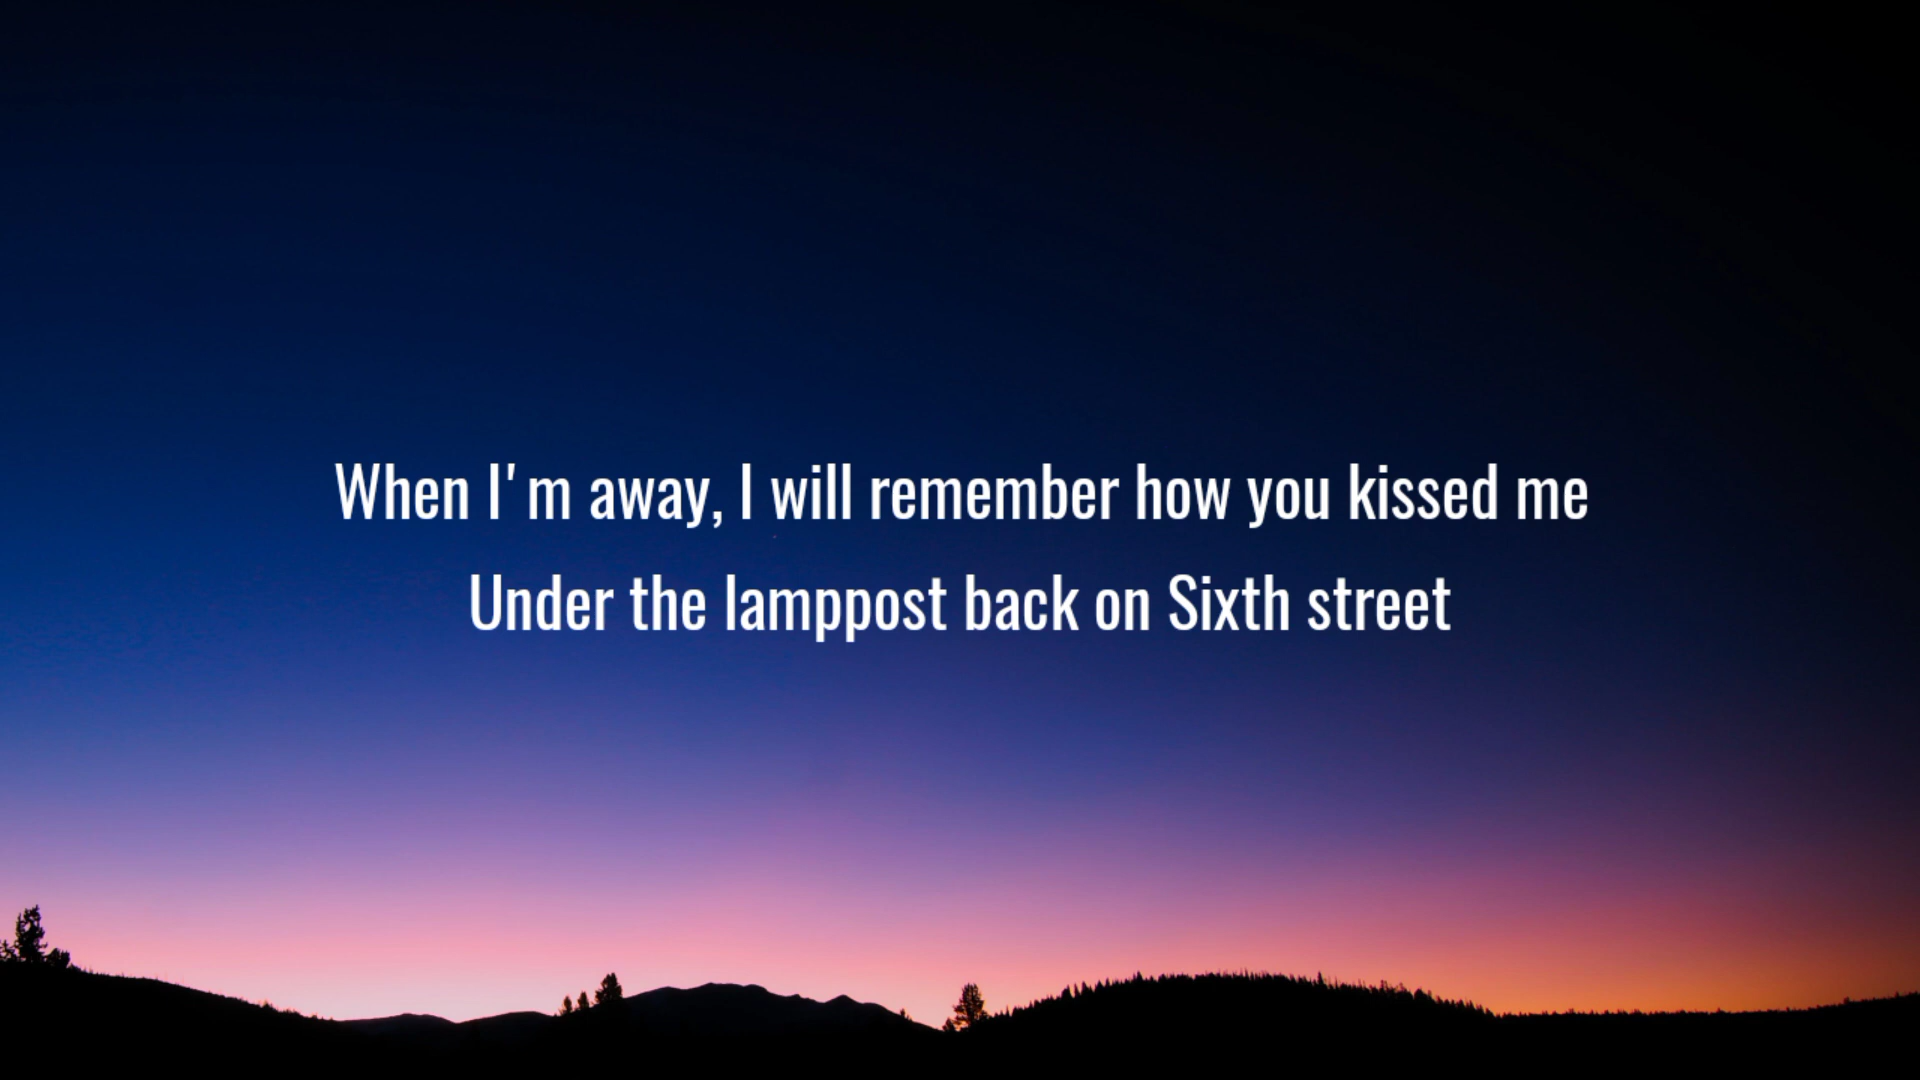 When I'm away, I will remember how you kissed me
Under the lamppost back on Sixth street